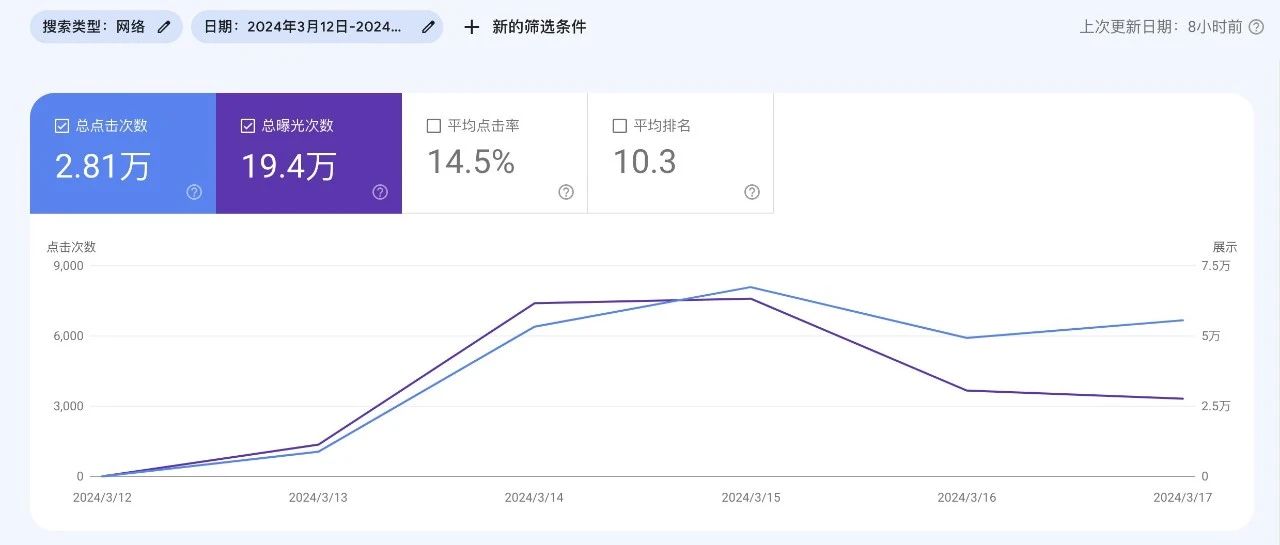 搜索类型：网络
日期：2024年3月12日-2024...
+ 新的筛选条件
上次更新日期：8小时前
总点击次数
2.81万
总曝光次数
19.4万
平均点击率
14.5%
平均排名
10.3
点击次数
展示
9,000
7.5万
6,000
5万
3,000
2.5万
0
0
2024/3/12
2024/3/13
2024/3/14
2024/3/15
2024/3/16
2024/3/17